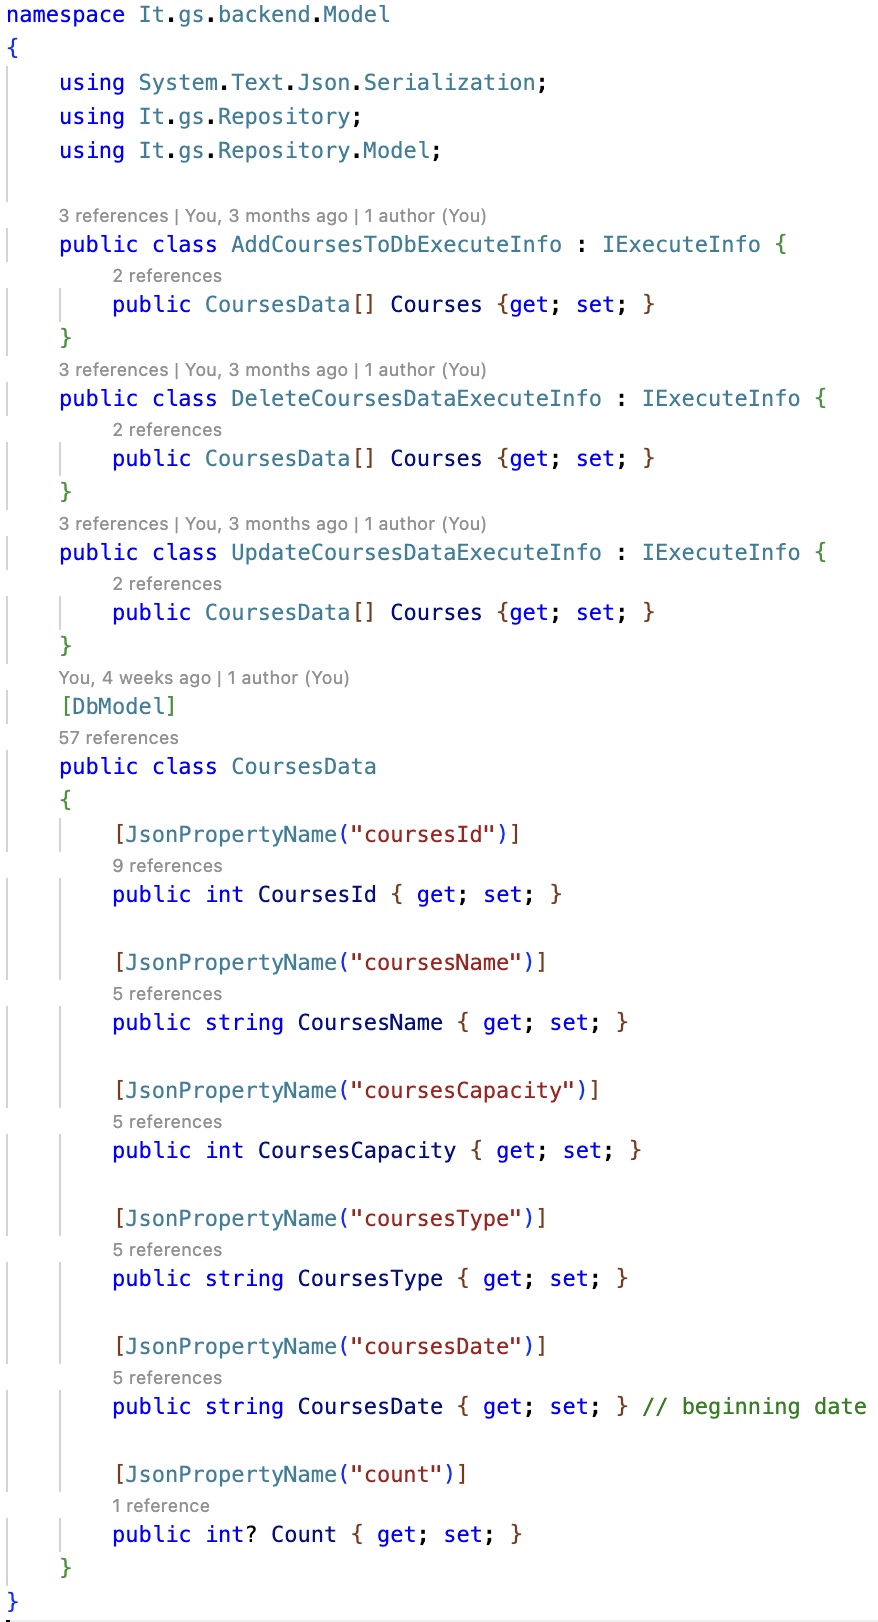 namespace It.gs.backend.Model
{
using System.Text.Json.Serialization;
using It.gs.Repository;
using It.gs.Repository.Model;
3 references | You, 3 months ago | 1 author (You)
public class AddCoursesToDbExecuteInfo : IExecuteInfo {
2 references
public CoursesData[] Courses {get; set; }
}
3 references | You, 3 months ago | 1 author (You)
public class DeleteCoursesDataExecuteInfo : IExecuteInfo {
2 references
public CoursesData[] Courses {get; set; }
}
3 references | You, 3 months ago | 1 author (You)
public class UpdateCoursesDataExecuteInfo : IExecuteInfo {
2 references
public CoursesData[] Courses {get; set; }
}
You, 4 weeks ago | 1 author (You)
[DbModel]
57 references
public class CoursesData
{
[JsonPropertyName("coursesId")]
9 references
public int CoursesId { get; set; }
[JsonPropertyName("coursesName")]
5 references
public string CoursesName { get; set; }
[JsonPropertyName("coursesCapacity")]
5 references
public int CoursesCapacity { get; set; }
[JsonPropertyName("coursesType")]
5 references
public string CoursesType { get; set; }
[JsonPropertyName("coursesDate")]
5 references
public string CoursesDate { get; set; } // beginning date
[JsonPropertyName("count")]
1 reference
public int? Count { get; set; }
}
}